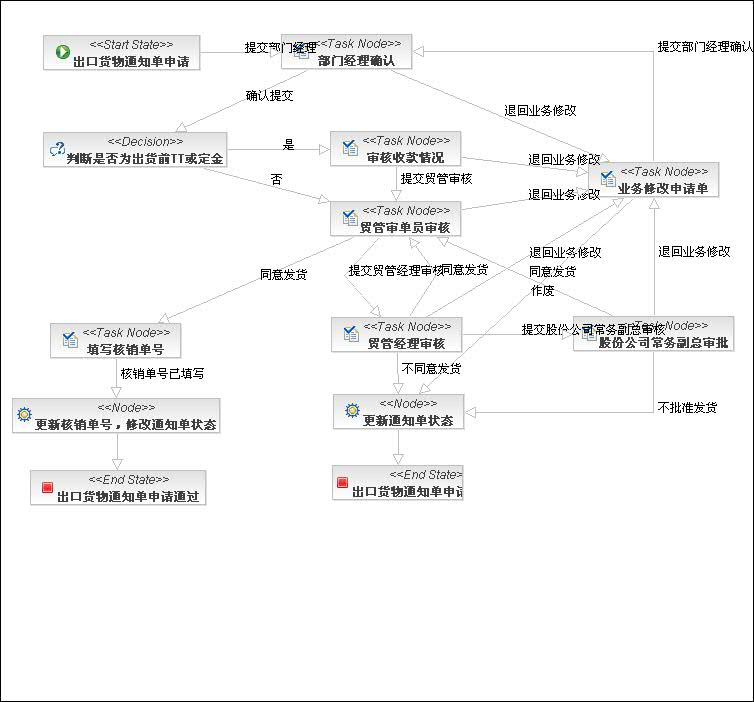 <<Start State>>
出口货物通知单申请
提交部门经理
<<Task Node>>
部门经理确认
提交部门经理确认
确认提交
退回业务修改
<<Decision>>
判断是否为出货前TT或定金
是
<<Task Node>>
审核收款情况
退回业务修改
<<Task Node>>
业务修改申请单
否
提交贸管审核
退回业务修改
<<Task Node>>
贸管审单员审核
同意发货
提交贸管经理审核
同意发货
退回业务修改
同意发货
作废
退回业务修改
<<Task Node>>
填写核销单号
<<Task Node>>
贸管经理审核
提交股份公司常务副总审核
<<Task Node>>
股份公司常务副总审批
核销单号已填写
不同意发货
不批准发货
<<Node>>
更新核销单号，修改通知单状态
<<Node>>
更新通知单状态
<<End State>>
出口货物通知单申请通过
<<End State>>
出口货物通知单申